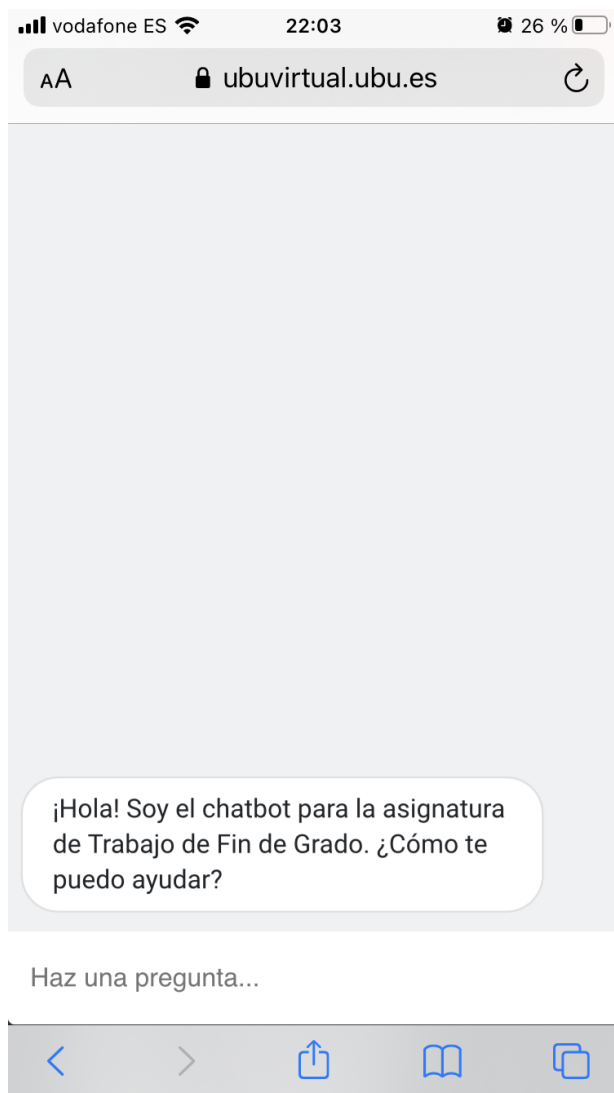 vodafone ES 22:03 26 %
AA ubuvirtual.ubu.es
¡Hola! Soy el chatbot para la asignatura
de Trabajo de Fin de Grado. ¿Cómo te
puedo ayudar?
Haz una pregunta...